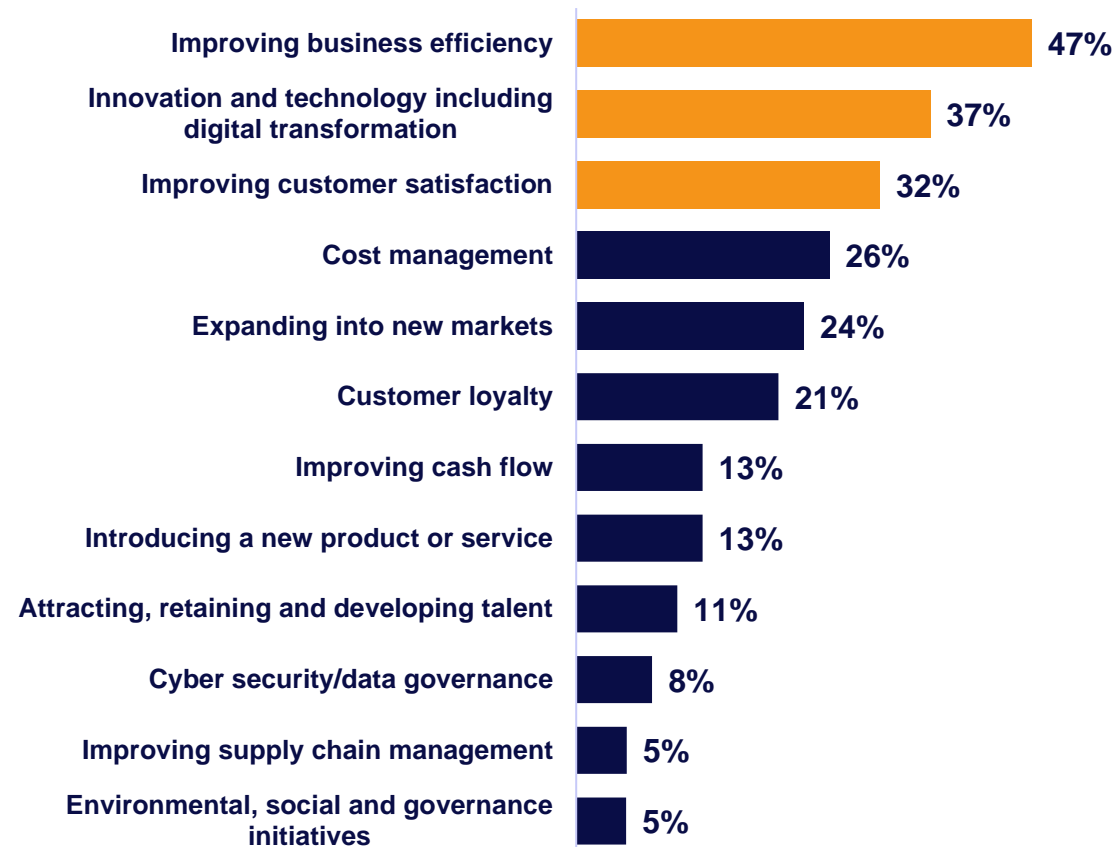 Improving business efficiency 47%
Innovation and technology including
digital transformation 37%
Improving customer satisfaction 32%
Cost management 26%
Expanding into new markets 24%
Customer loyalty 21%
Improving cash flow 13%
Introducing a new product or service 13%
Attracting, retaining and developing talent 11%
Cyber security/data governance 8%
Improving supply chain management 5%
Environmental, social and governance
initiatives 5%